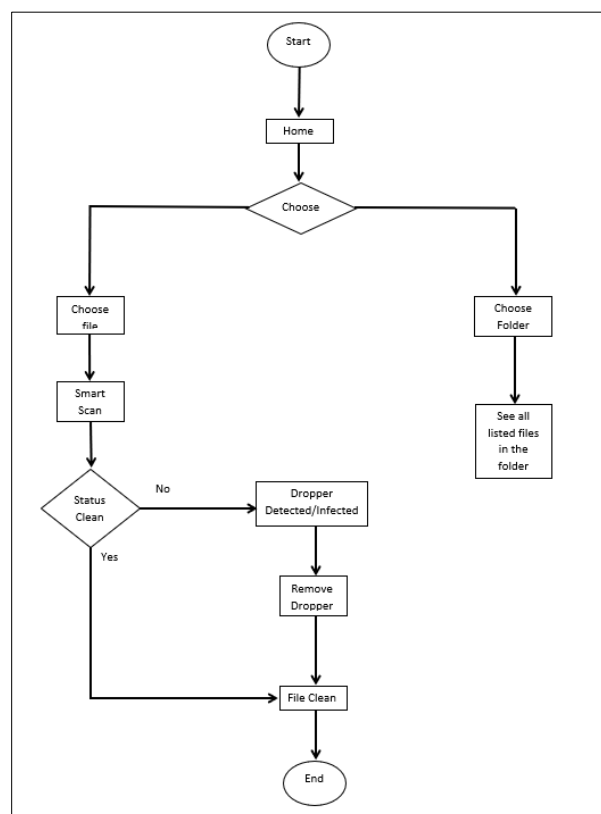 Start
Home
Choose
Choose
file
Choose
Folder
Smart
Scan
See all
listed files
in the
folder
Status
Clean
No
Dropper
Detected/Infected
Yes
Remove
Dropper
File Clean
End